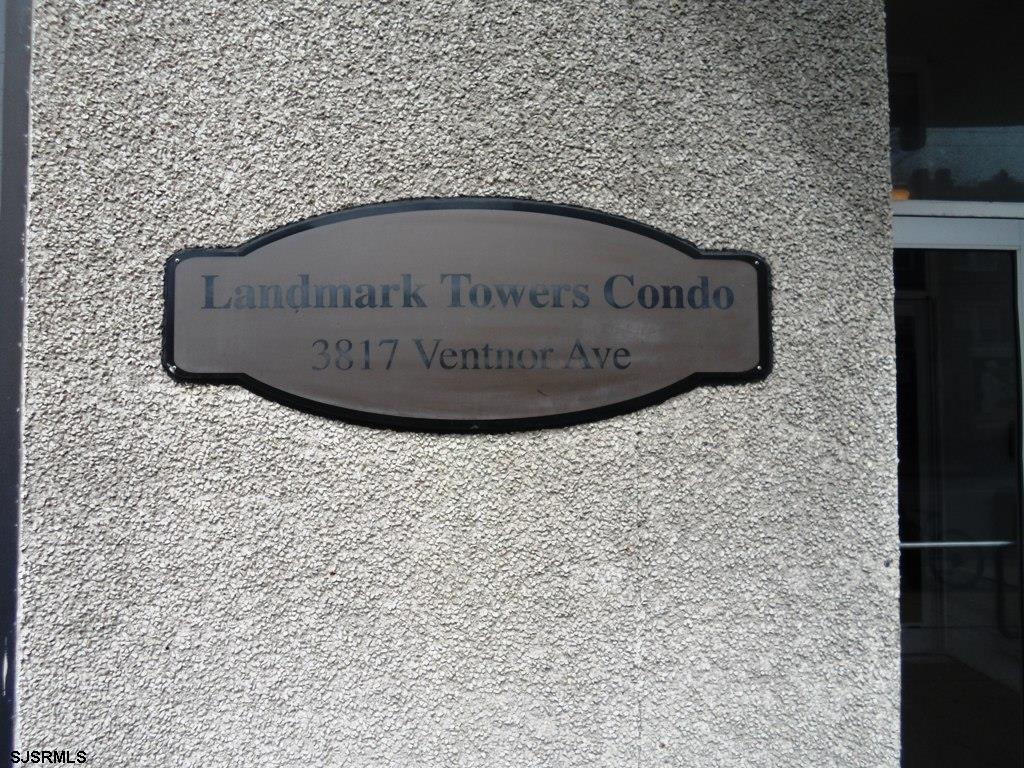 Landmark Towers Condo
3817 Ventnor Ave
SJSRMLS